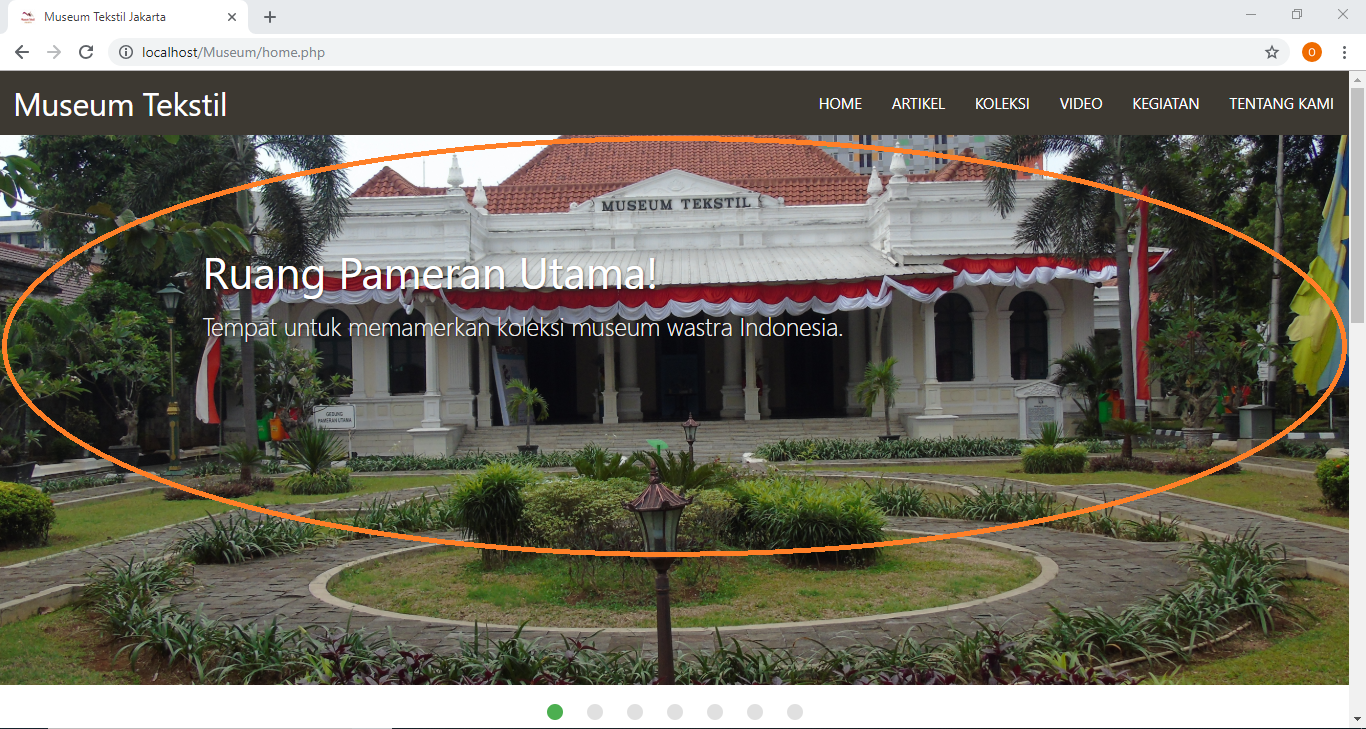 Museum Tekstil Jakarta
localhost/Museum/home.php
O
Museum Tekstil
HOME ARTIKEL KOLEKSI VIDEO KEGIATAN TENTANG KAMI
MUSEUM TEKSTIL
Ruang Pameran Utama!
Tempat untuk memamerkan koleksi museum wastra Indonesia.
GEDUNG
PAMERAN UTAMA